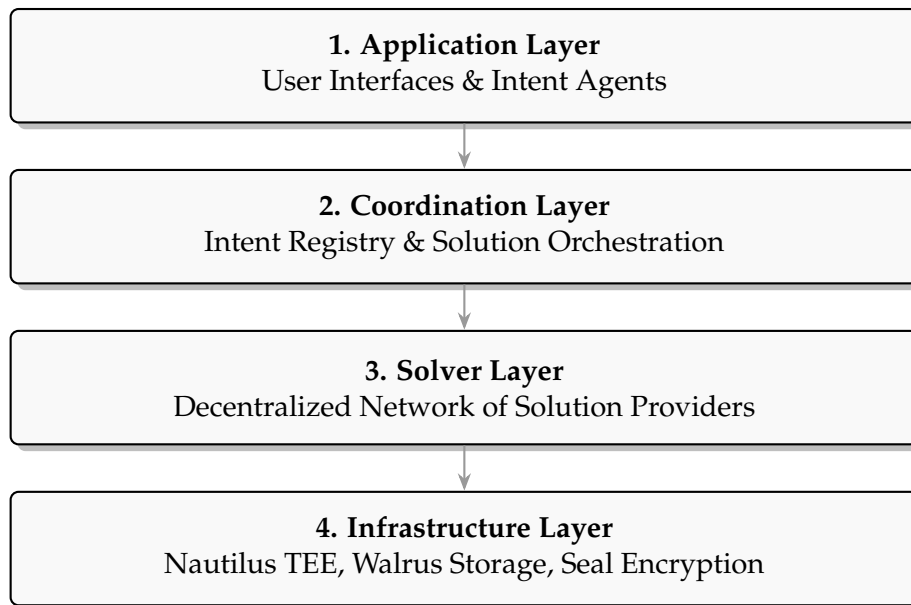 1. Application Layer
User Interfaces & Intent Agents
2. Coordination Layer
Intent Registry & Solution Orchestration
3. Solver Layer
Decentralized Network of Solution Providers
4. Infrastructure Layer
Nautilus TEE, Walrus Storage, Seal Encryption